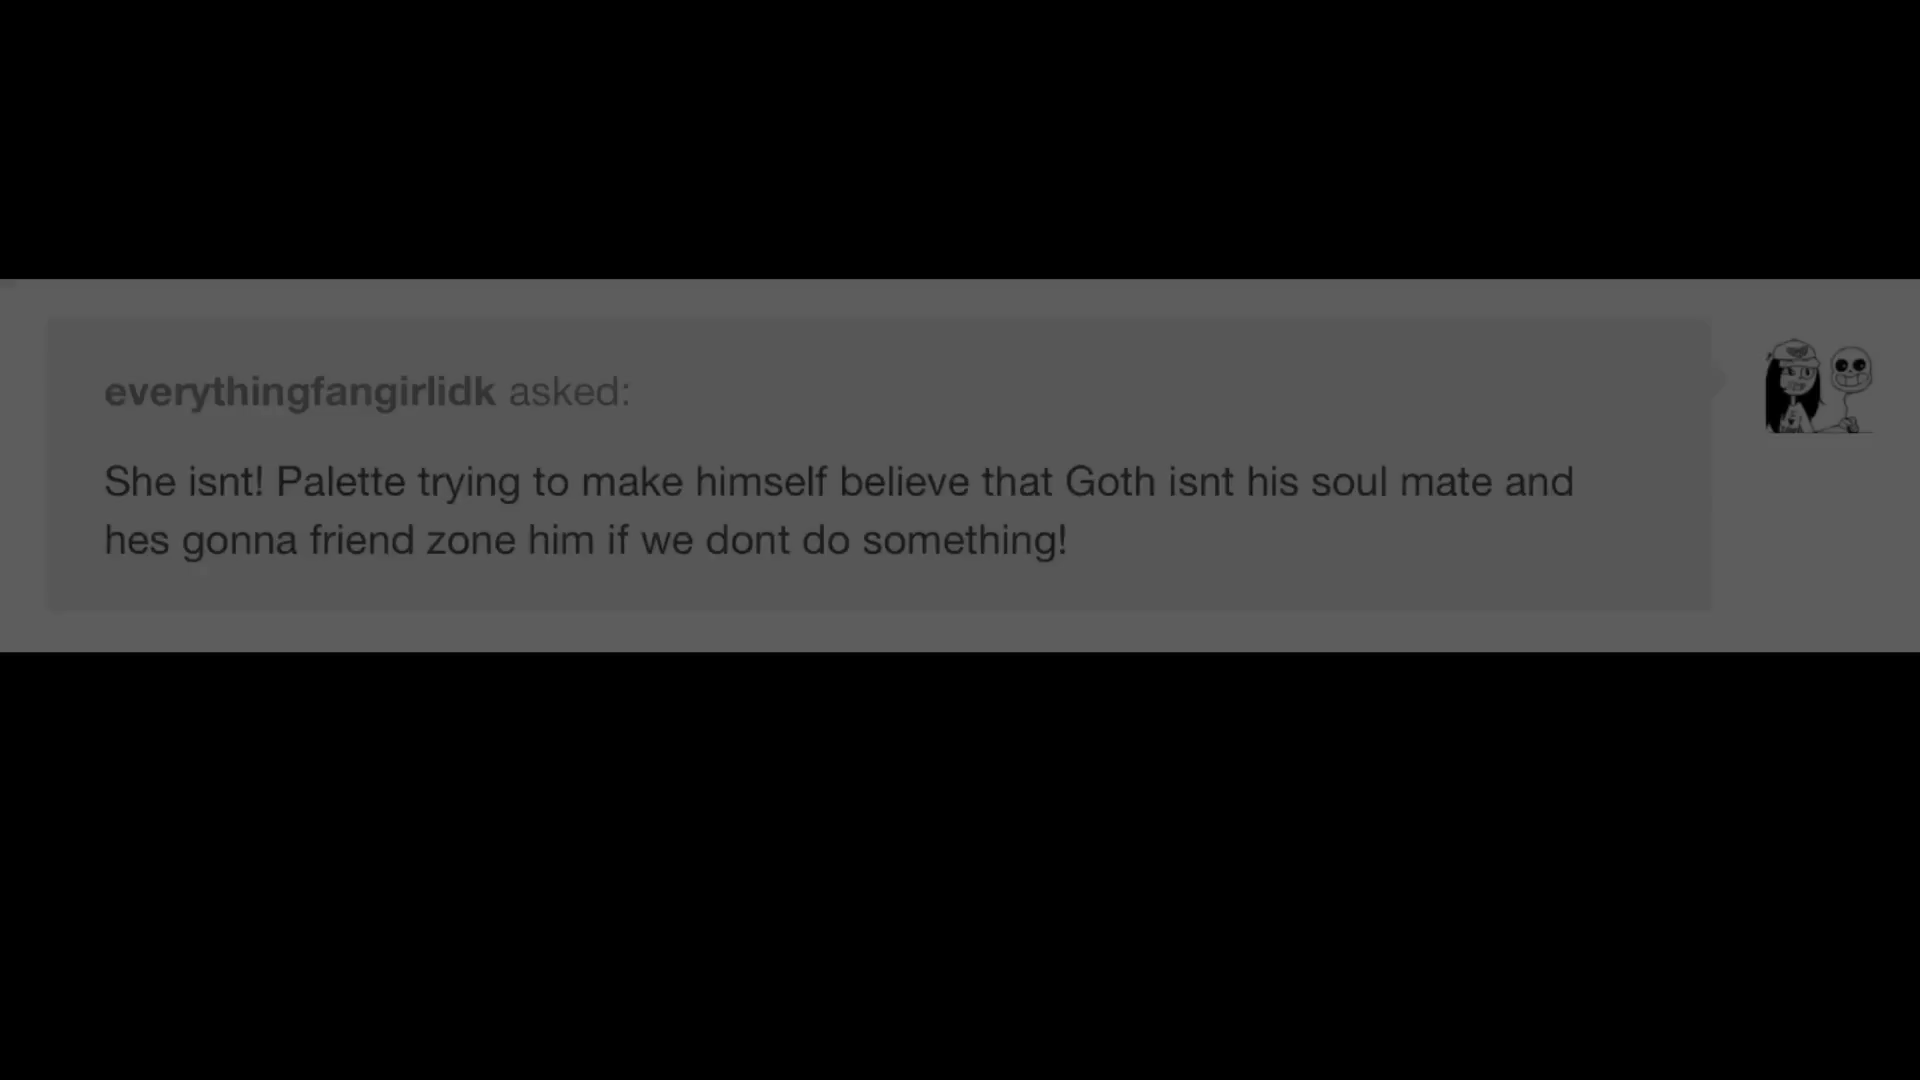 everythingfangirlidk asked:
She isnt! Palette trying to make himself believe that Goth isnt his soul mate and
hes gonna friend zone him if we dont do something!